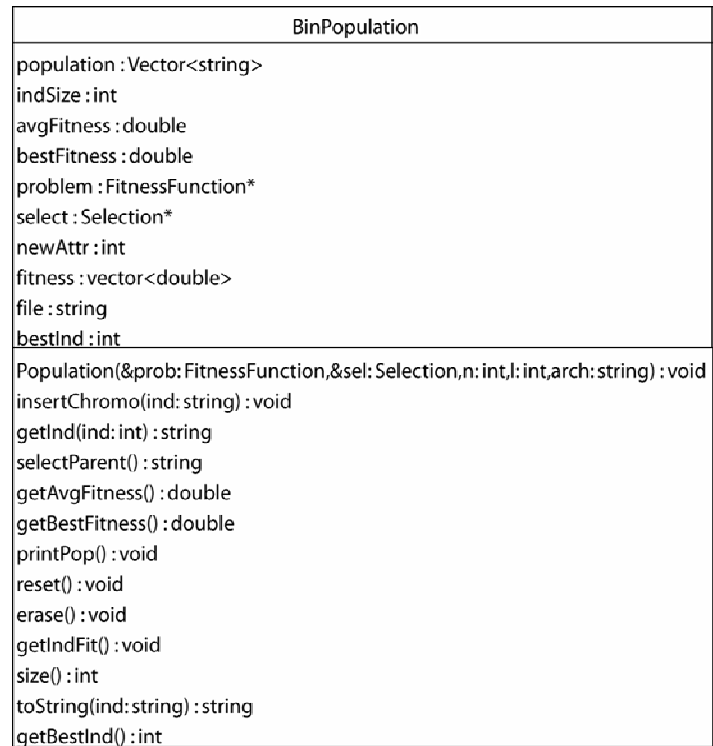 BinPopulation
population : Vector<string>
indSize : int
avgFitness : double
bestFitness : double
problem : FitnessFunction*
select : Selection*
newAttr : int
fitness : vector<double>
file : string
bestInd : int
Population(&prob: FitnessFunction,&sel: Selection,n: int,l: int,arch: string) : void
insertChromo(ind: string) : void
getInd(ind: int) : string
selectParent() : string
getAvgFitness() : double
getBestFitness() : double
printPop() : void
reset() : void
erase() : void
getIndFit() : void
size() : int
toString(ind: string) : string
getBestInd() : int